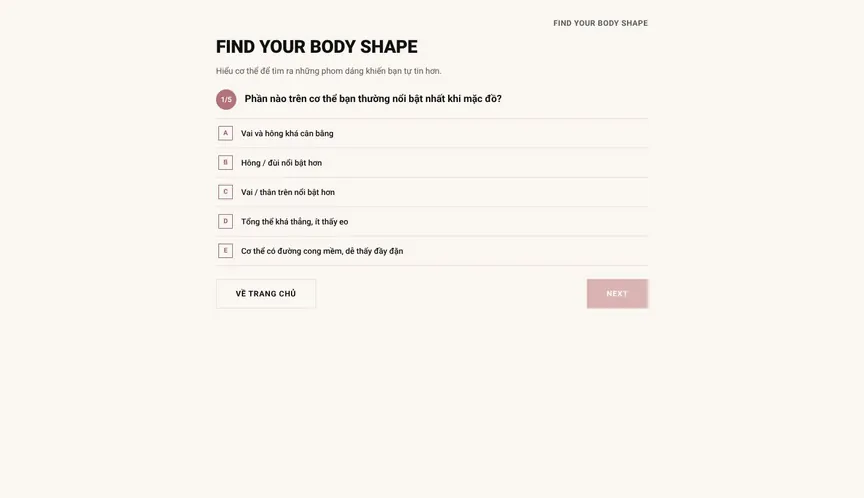 FIND YOUR BODY SHAPE
FIND YOUR BODY SHAPE
Hiểu cơ thể để tìm ra những phom dáng khiến bạn tự tin hơn.
1/5 Phần nào trên cơ thể bạn thường nổi bật nhất khi mặc đồ?
A Vai và hông khá cân bằng
B Hông / đùi nổi bật hơn
C Vai / thân trên nổi bật hơn
D Tổng thể khá thẳng, ít thấy eo
E Cơ thể có đường cong mềm, dễ thấy đầy đặn
VỀ TRANG CHỦ NEXT